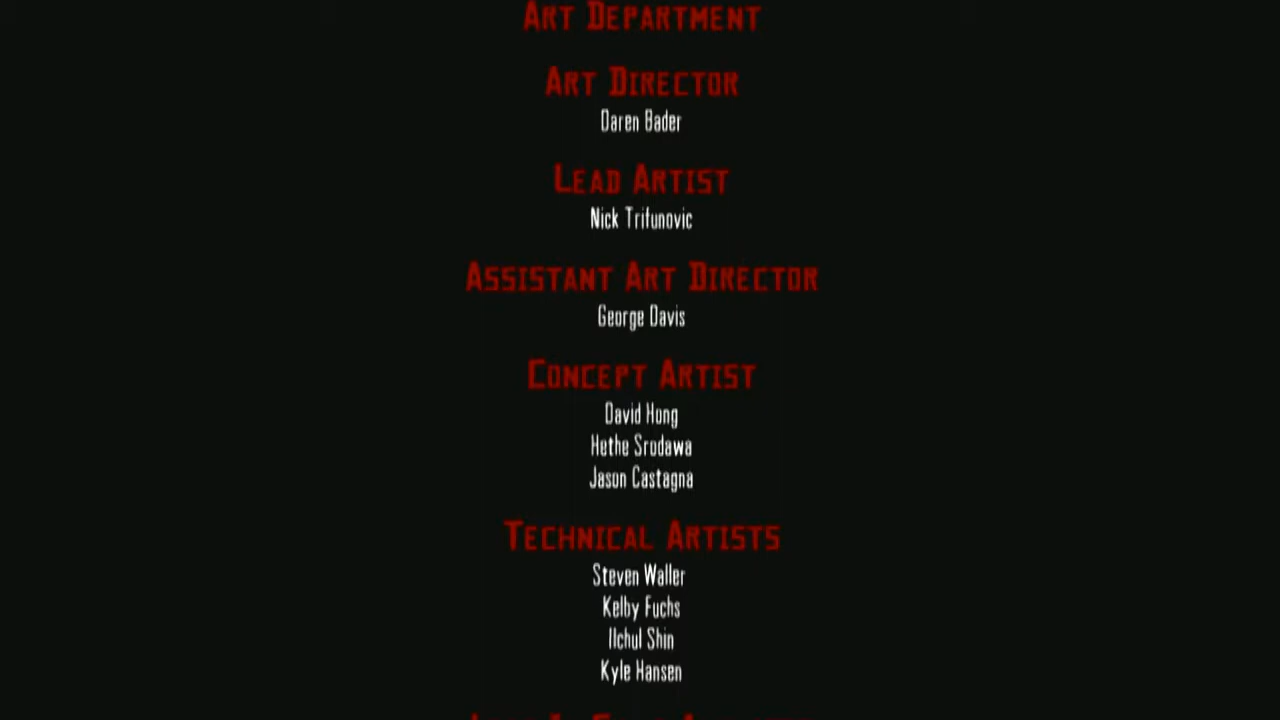 ART DEPARTMENT
ART DIRECTOR
Daren Bader
LEAD ARTIST
Nick Trifunovic
ASSISTANT ART DIRECTOR
George Davis
CONCEPT ARTIST
David Hong
Hethe Srodawa
Jason Castagna
TECHNICAL ARTISTS
Steven Waller
Kelby Fuchs
Ilchul Shin
Kyle Hansen